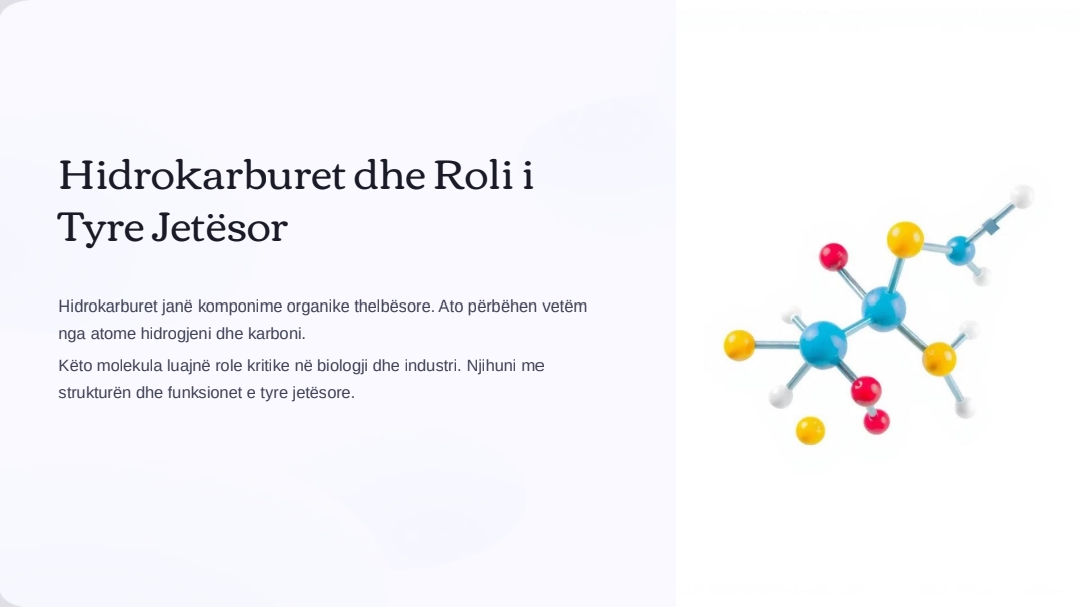 Hidrokarburet dhe Roli i
Tyre Jetësor
Hidrokarburet janë komponime organike thelbësore. Ato përbëhen vetëm
nga atome hidrogjeni dhe karboni.
Këto molekula luajnë role kritike në biologji dhe industri. Njihuni me
strukturën dhe funksionet e tyre jetësore.